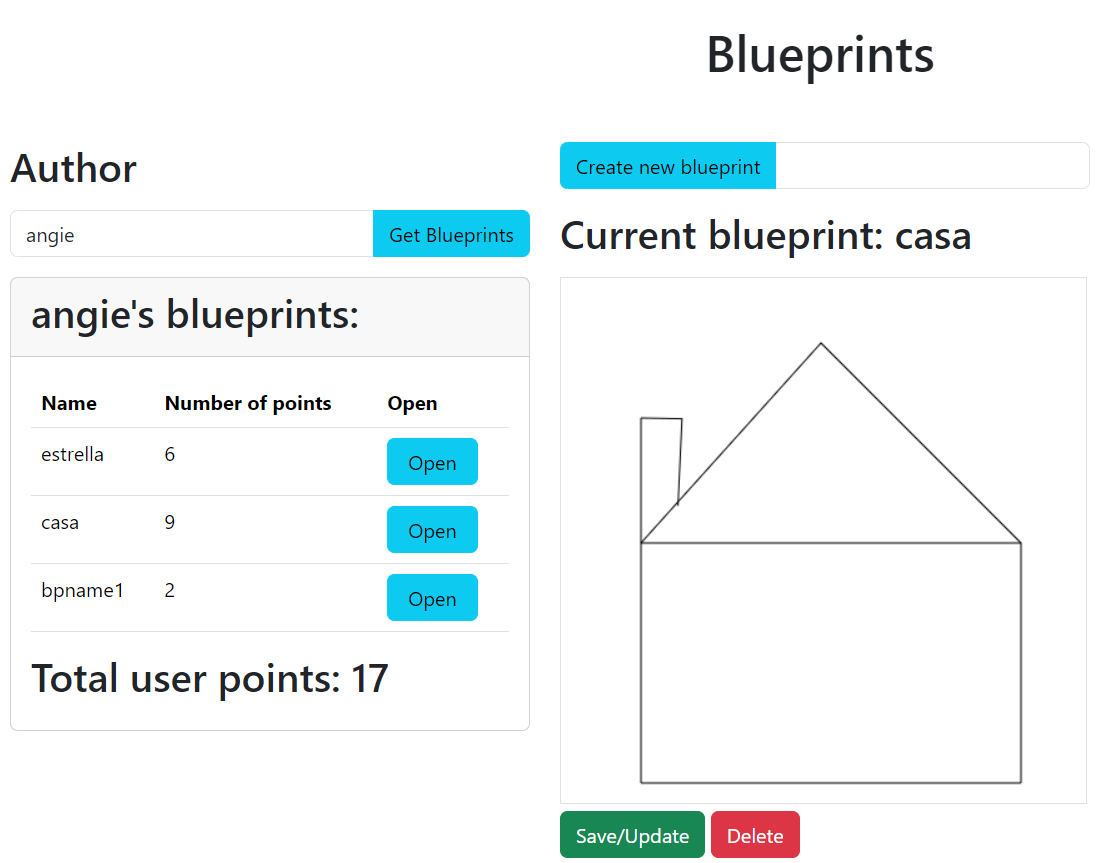 Blueprints
Author
angie
Get Blueprints
angie's blueprints:
Name Number of points Open
estrella 6 Open
casa 9 Open
bpname1 2 Open
Total user points: 17
Create new blueprint
Current blueprint: casa
Save/Update
Delete